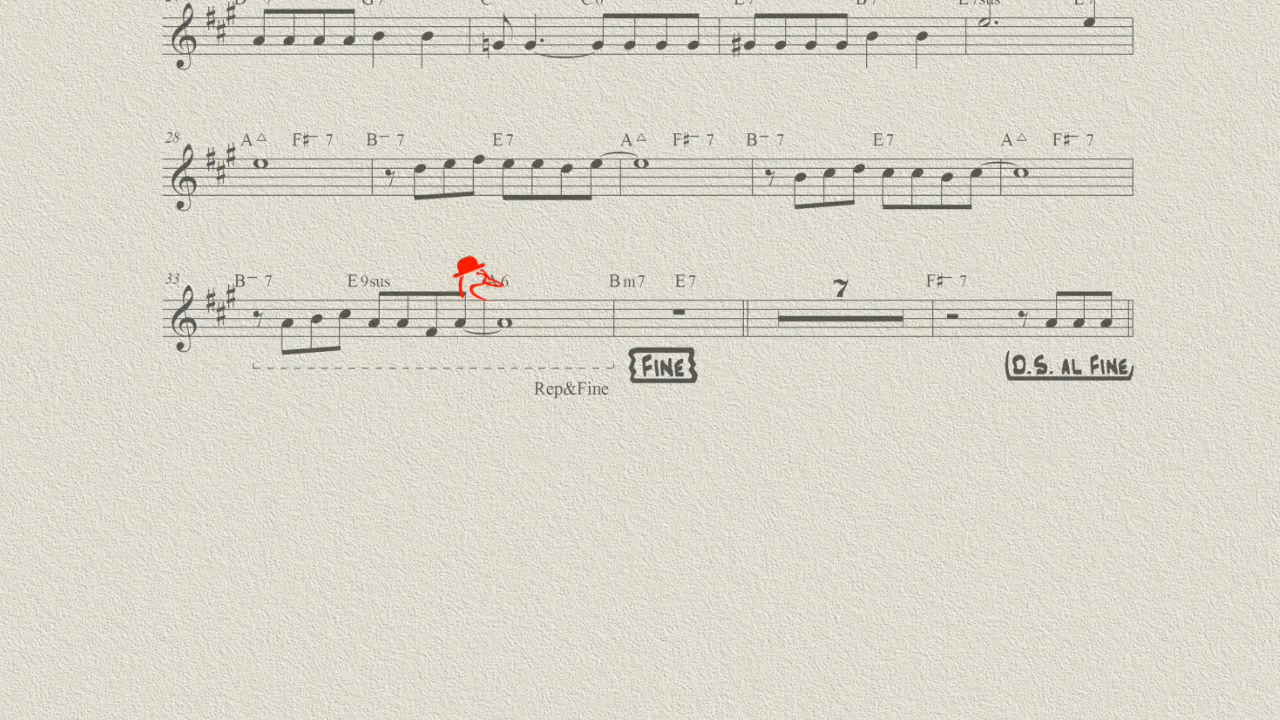 28 A△ F♯– 7 B– 7 E7 A△ F♯– 7 B– 7 E7 A△ F♯– 7
33 B– 7 E9sus A6 Bm7 E7 7 F♯– 7
FINE D.S. AL FINE
Rep&Fine